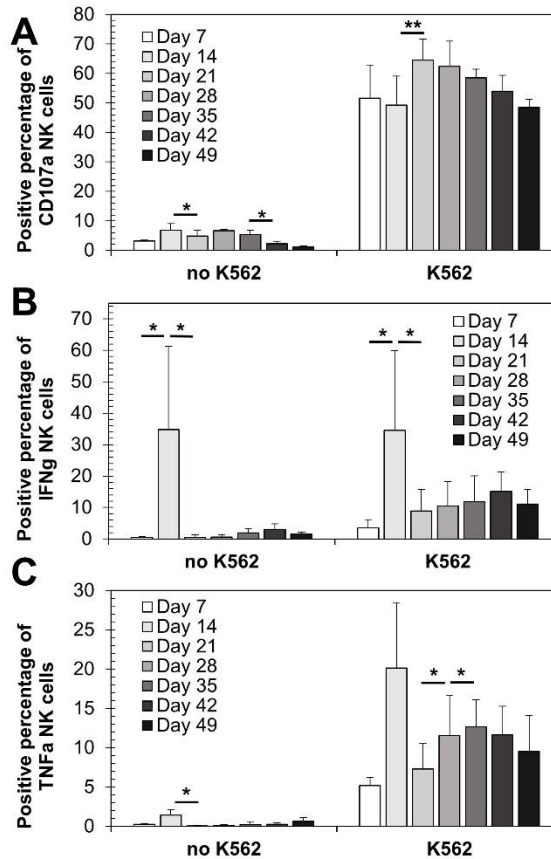 A
Positive percentage of
CD107a NK cells
80
70
60
50
40
30
20
10
0
Day 7
Day 14
Day 21
Day 28
Day 35
Day 42
Day 49
*
*
**
no K562
K562
B
Positive percentage of
IFNg NK cells
70
60
50
40
30
20
10
0
*
*
*
*
Day 7
Day 14
Day 21
Day 28
Day 35
Day 42
Day 49
no K562
K562
C
Positive percentage of
TNFa NK cells
30
25
20
15
10
5
0
Day 7
Day 14
Day 21
Day 28
Day 35
Day 42
Day 49
*
*
*
no K562
K562